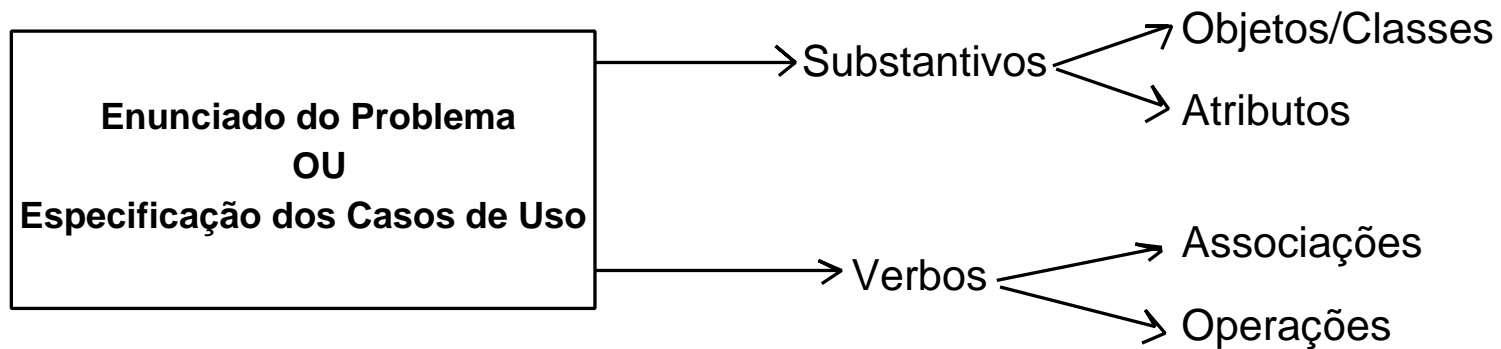 Enunciado do Problema
OU
Especificação dos Casos de Uso
Substantivos
Objetos/Classes
Atributos
Verbos
Associações
Operações